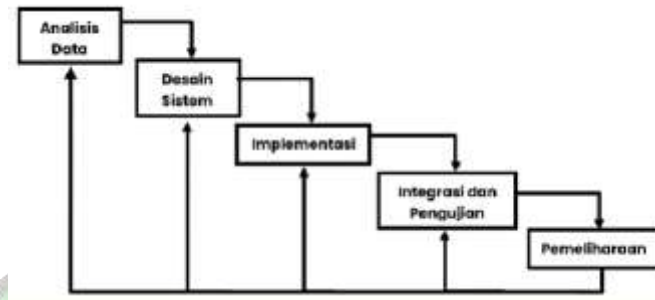 Analisis
Data
Desain
Sistem
Implementasi
Integrasi dan
Pengujian
Pemeliharaan